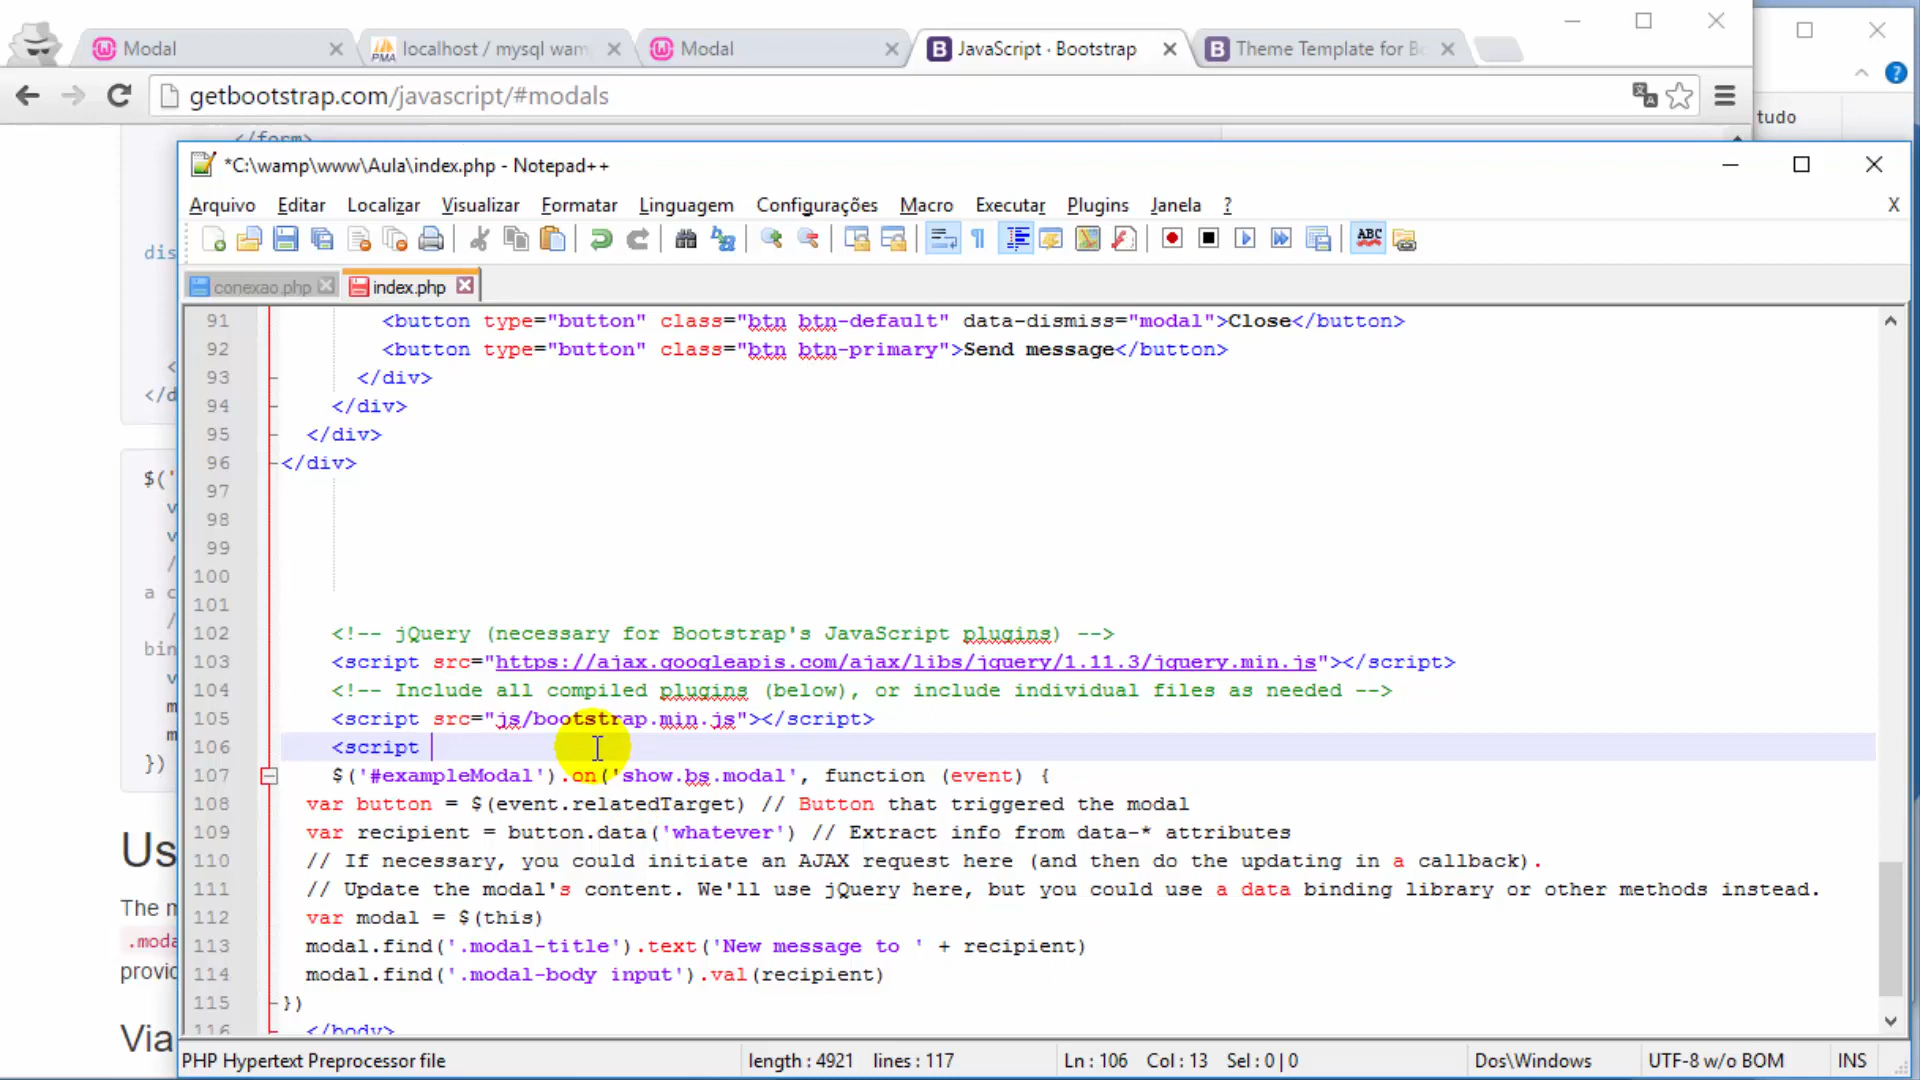 Modal
localhost / mysql wam
Modal
JavaScript · Bootstrap
Theme Template for Bo
getbootstrap.com/javascript/#modals
tudo
</form>
*C:\wamp\www\Aula\index.php - Notepad++
Arquivo Editar Localizar Visualizar Formatar Linguagem Configurações Macro Executar Plugins Janela ? X
conexao.php index.php
91 <button type="button" class="btn btn-default" data-dismiss="modal">Close</button>
92 <button type="button" class="btn btn-primary">Send message</button>
93 </div>
94 </div>
95 </div>
96 </div>
97
98
99
100
101
102 <!-- jQuery (necessary for Bootstrap's JavaScript plugins) -->
103 <script src="https://ajax.googleapis.com/ajax/libs/jquery/1.11.3/jquery.min.js"></script>
104 <!-- Include all compiled plugins (below), or include individual files as needed -->
105 <script src="js/bootstrap.min.js"></script>
106 <script
107 $('#exampleModal').on('show.bs.modal', function (event) {
108 var button = $(event.relatedTarget) // Button that triggered the modal
109 var recipient = button.data('whatever') // Extract info from data-* attributes
110 // If necessary, you could initiate an AJAX request here (and then do the updating in a callback).
111 // Update the modal's content. We'll use jQuery here, but you could use a data binding library or other methods instead.
112 var modal = $(this)
113 modal.find('.modal-title').text('New message to ' + recipient)
114 modal.find('.modal-body input').val(recipient)
115 })
116 </body>
dis
</d
$('
a c
bin
})
Us
The m
.moda
provid
Via
PHP Hypertext Preprocessor file length : 4921 lines : 117 Ln : 106 Col : 13 Sel : 0 | 0 Dos\Windows UTF-8 w/o BOM INS